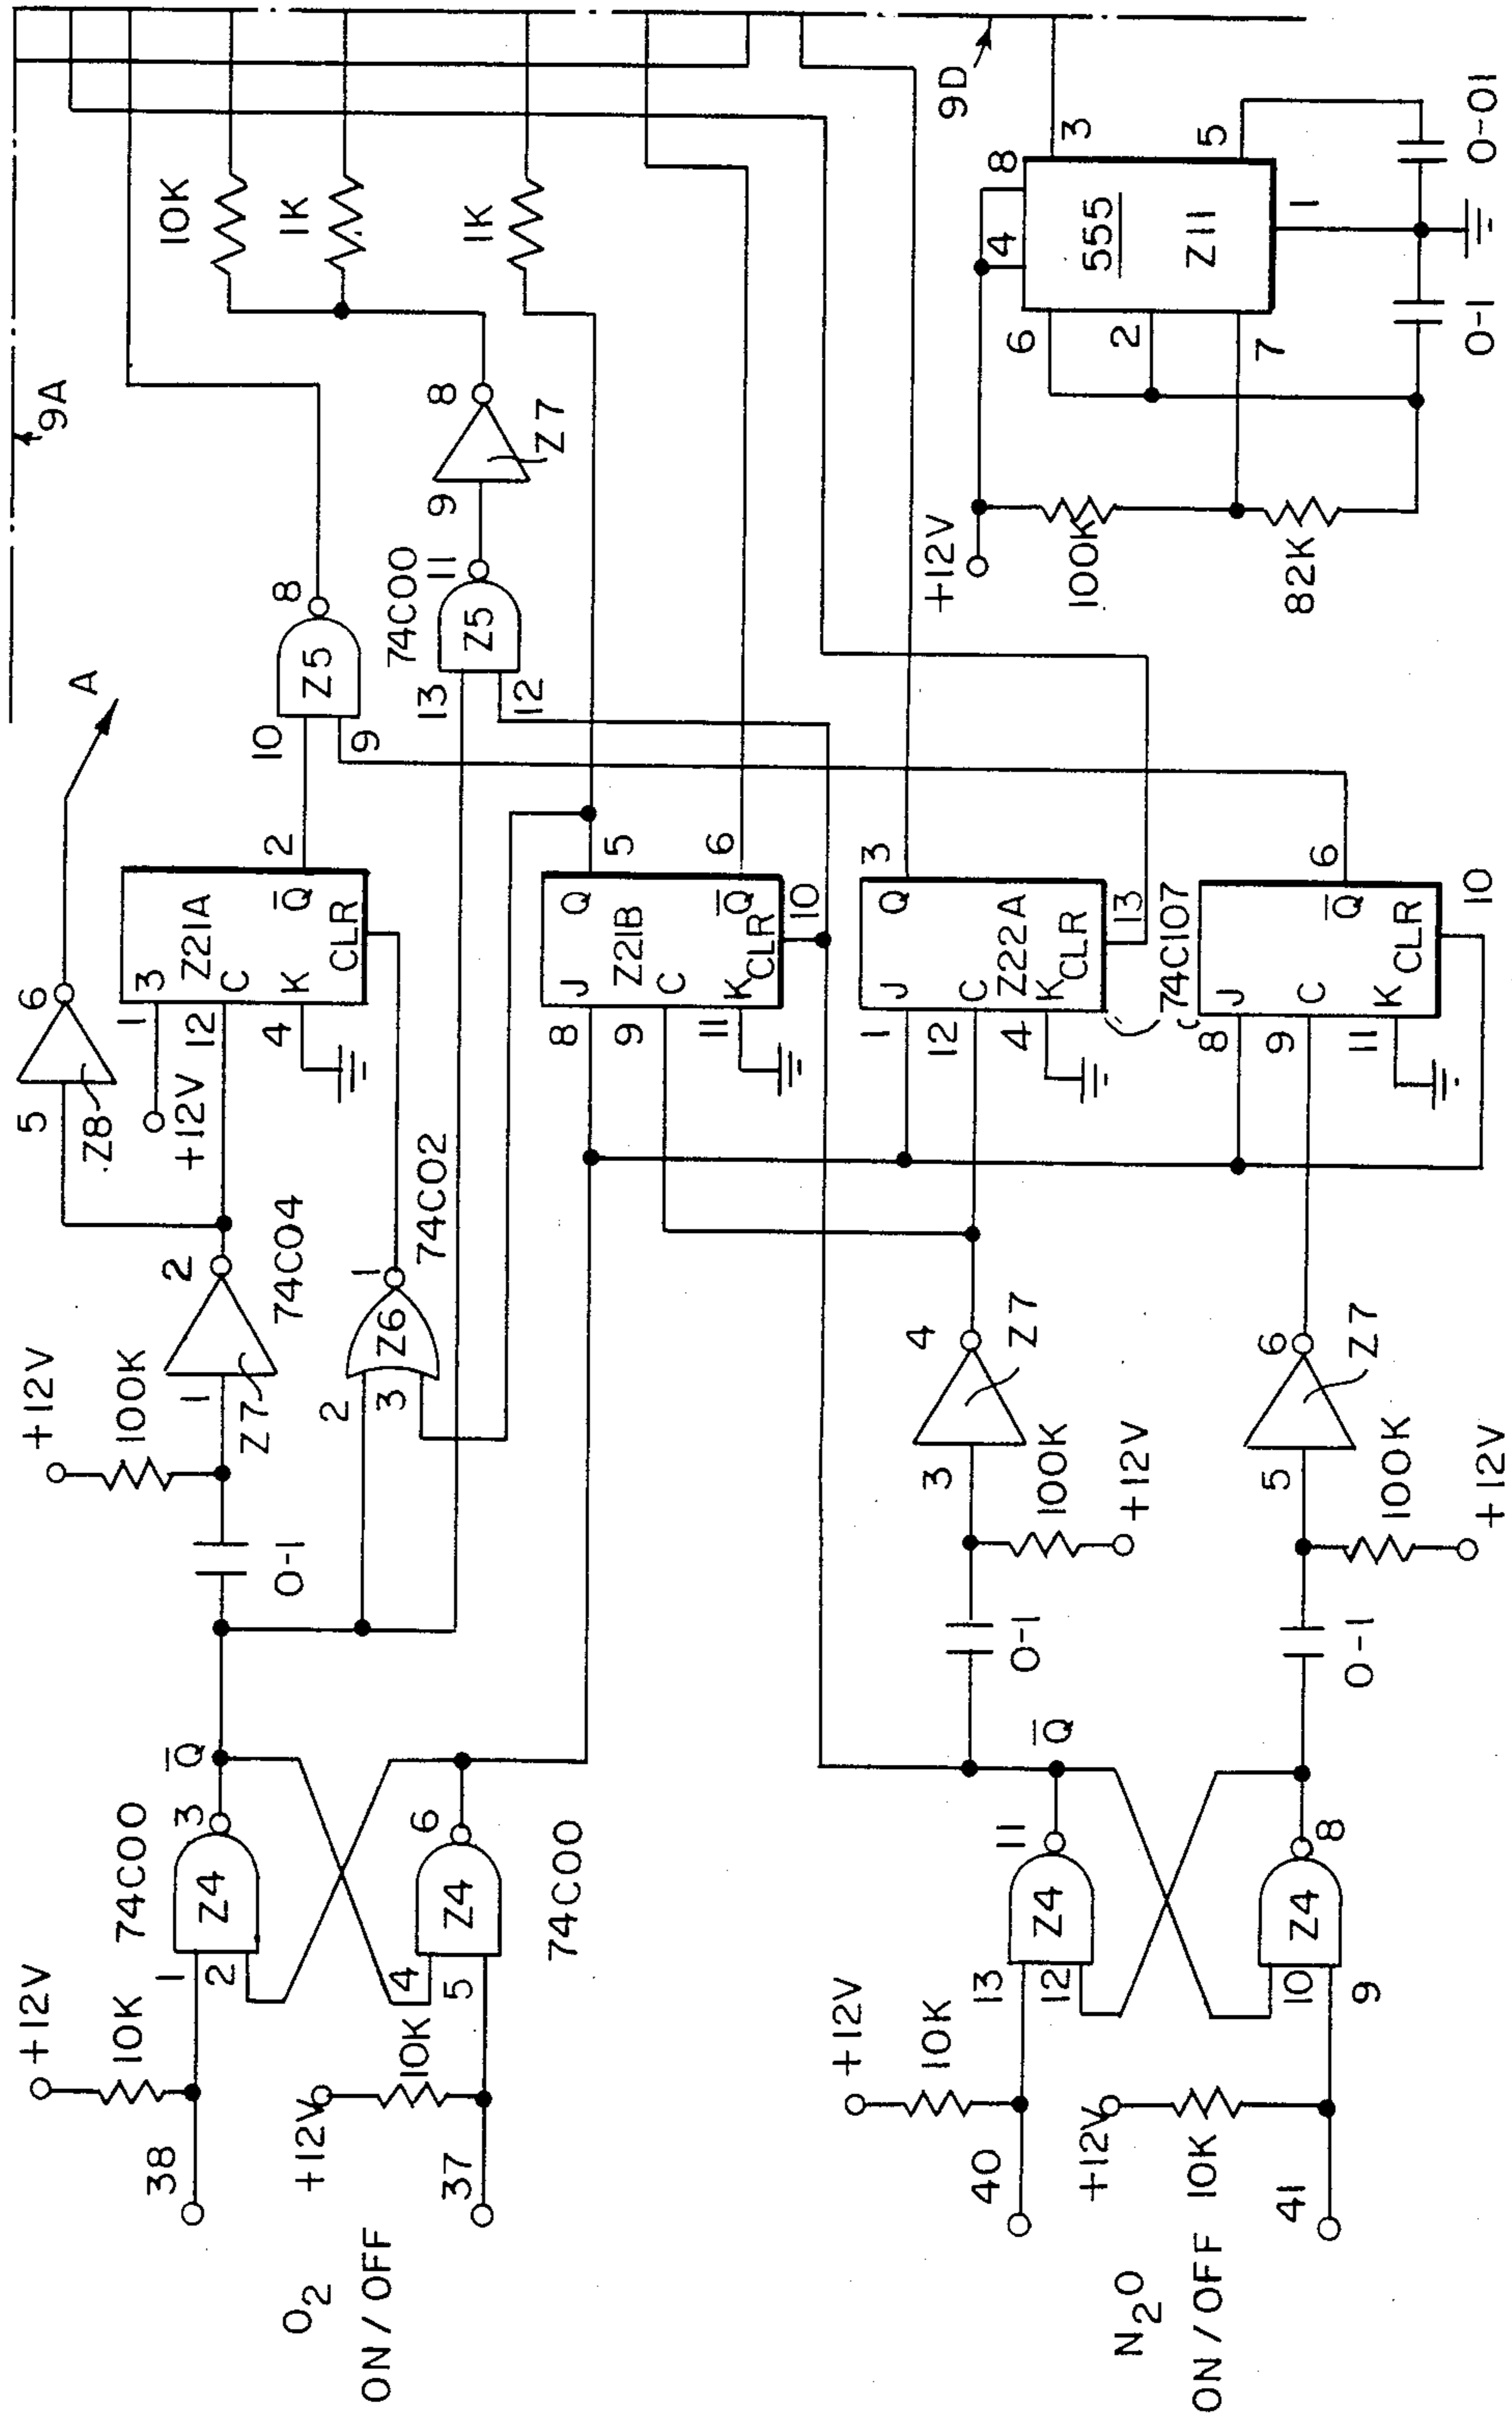 9A
A
6
5
Z8
+12V
1
3
Z21A
12
C
Q̅
2
4
K
CLR
+12V
100K
1
2
Z7
74C04
0-1
Q̅
74C00
3
Z4
1
2
+12V
10K
38
O2
ON/OFF
+12V
10K
37
4
5
Z4
6
74C00
2
3
Z6
1
74C02
10
9
Z5
8
74C00
13
12
Z5
11
9
8
Z7
10K
1K
1K
J
Q
8
Z21B
5
9
C
11
K
Q̅
6
CLR
10
J
Q
1
3
12
C
Z22A
4
K
CLR
13
74C107
J
8
9
C
Q̅
6
11
K
CLR
10
3
4
Z7
100K
+12V
0-1
5
6
Z7
100K
+12V
0-1
Q̅
11
Z4
13
12
+12V
10K
40
N2O
ON/OFF
+12V
10K
41
10
9
Z4
8
9D
+12V
100K
82K
8
4
3
555
Z11
6
2
7
5
1
0-1
0-01